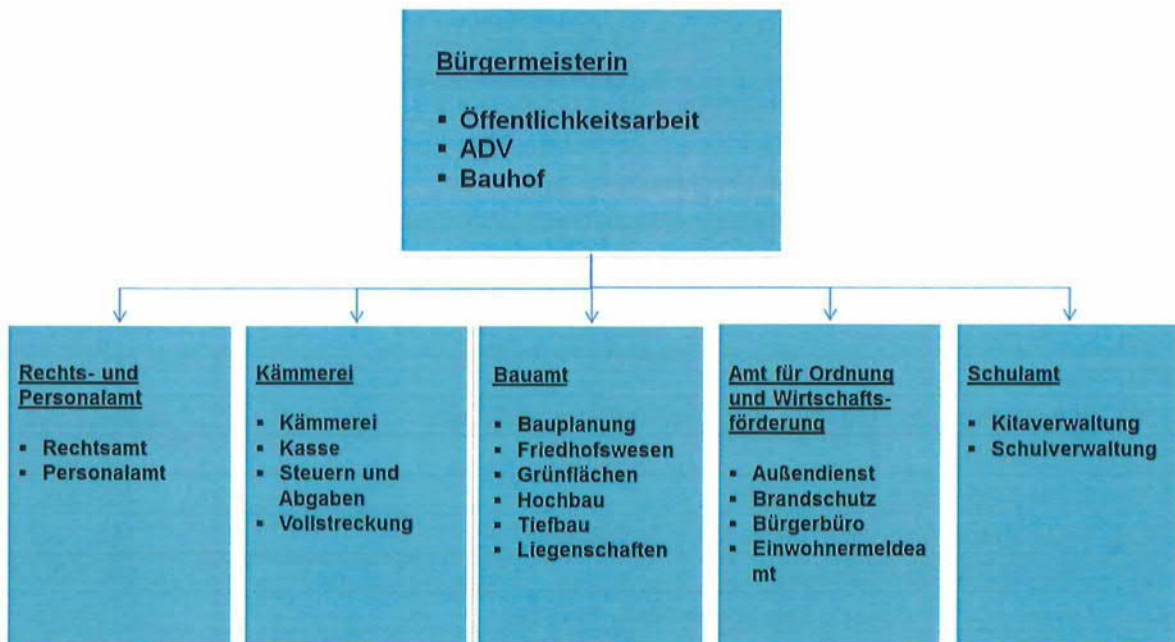 Bürgermeisterin
▪ Öffentlichkeitsarbeit
▪ ADV
▪ Bauhof
Rechts- und
Personalamt
▪ Rechtsamt
▪ Personalamt
Kämmerei
▪ Kämmerei
▪ Kasse
▪ Steuern und
Abgaben
▪ Vollstreckung
Bauamt
▪ Bauplanung
▪ Friedhofswesen
▪ Grünflächen
▪ Hochbau
▪ Tiefbau
▪ Liegenschaften
Amt für Ordnung
und Wirtschafts-
förderung
▪ Außendienst
▪ Brandschutz
▪ Bürgerbüro
▪ Einwohnermeldea
mt
Schulamt
▪ Kitaverwaltung
▪ Schulverwaltung